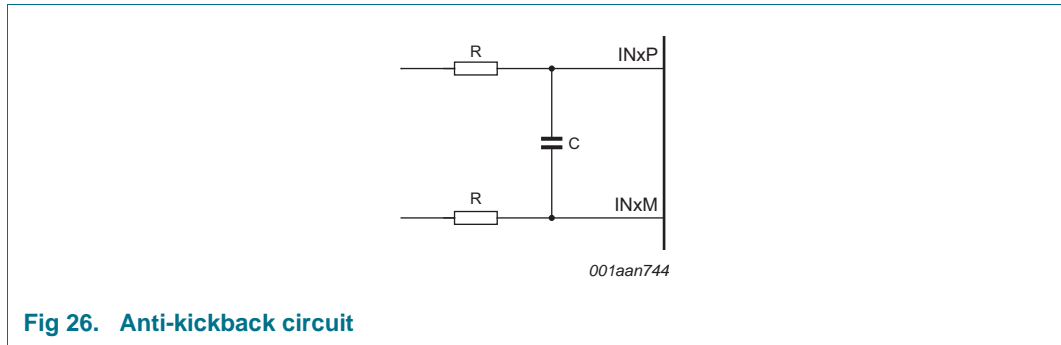 R
INxP
C
R
INxM
001aan744
Fig 26. Anti-kickback circuit